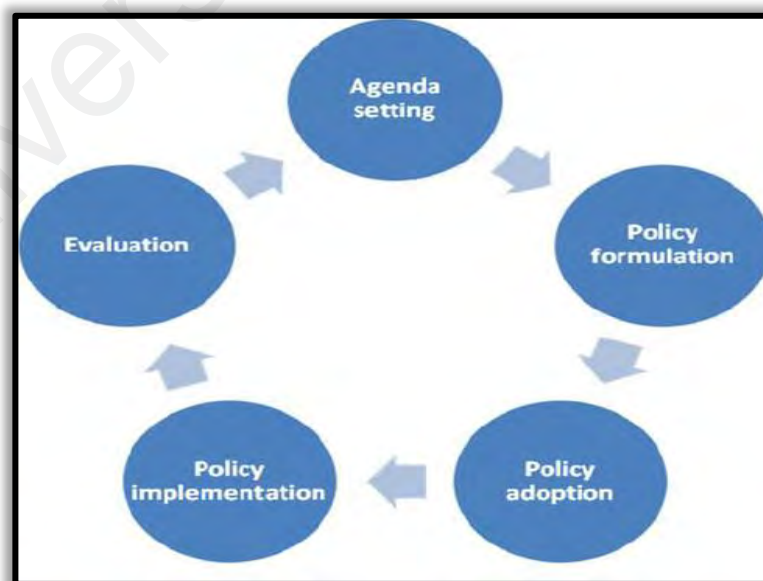 Agenda
setting
Policy
formulation
Policy
adoption
Policy
implementation
Evaluation